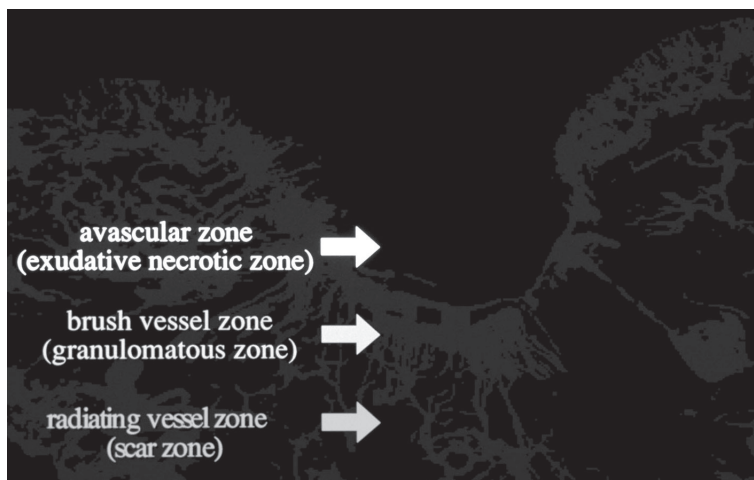 avascular zone
(exudative necrotic zone)
brush vessel zone
(granulomatous zone)
radiating vessel zone
(scar zone)